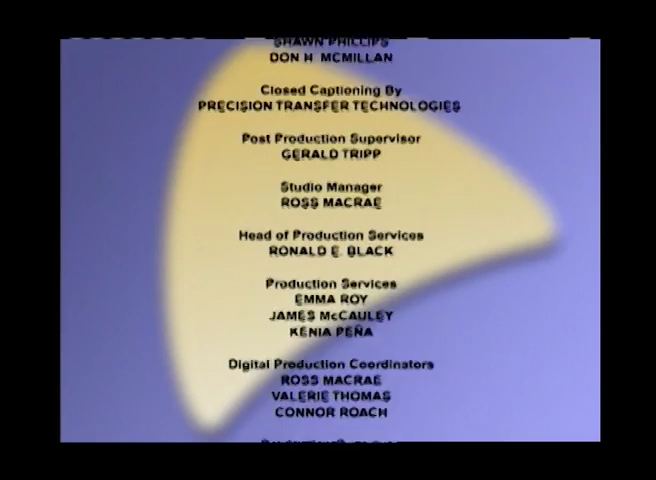 SHAWN PHILLIPS
DON H. MCMILLAN
Closed Captioning By
PRECISION TRANSFER TECHNOLOGIES
Post Production Supervisor
GERALD TRIPP
Studio Manager
ROSS MACRAE
Head of Production Services
RONALD E. BLACK
Production Services
EMMA ROY
JAMES McCAULEY
KENIA PEÑA
Digital Production Coordinators
ROSS MACRAE
VALERIE THOMAS
CONNOR ROACH